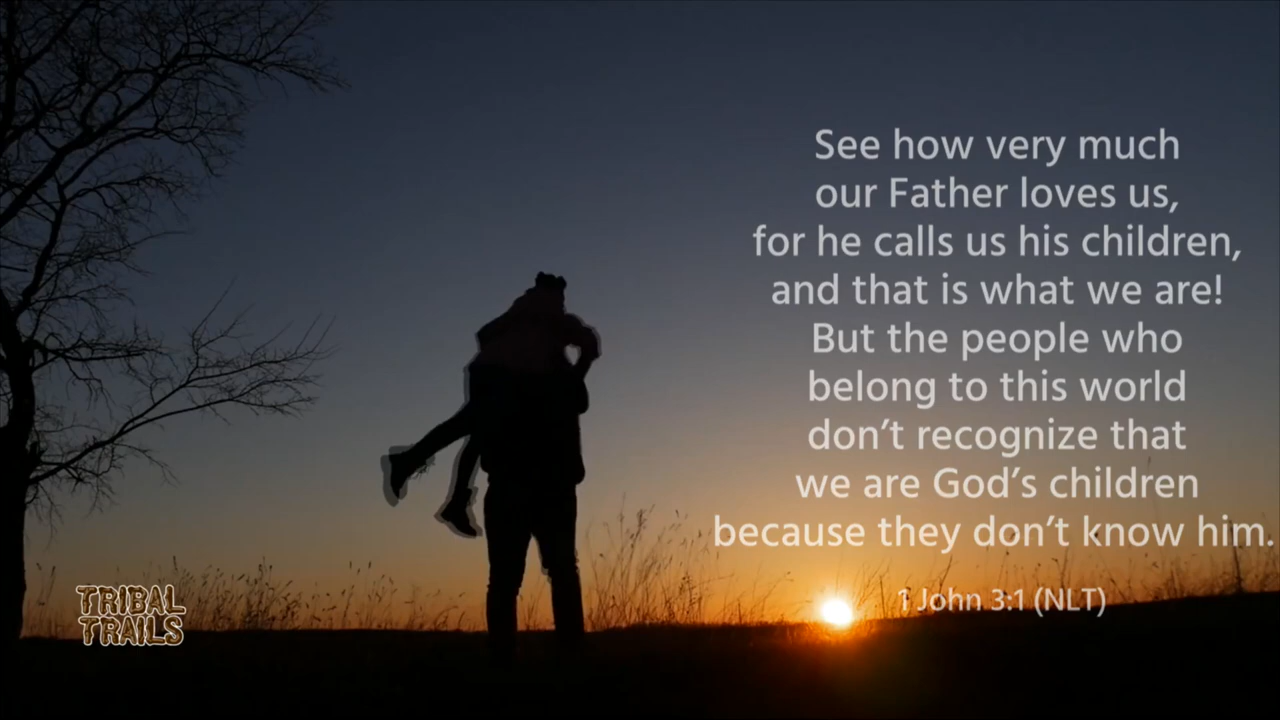 See how very much
our Father loves us,
for he calls us his children,
and that is what we are!
But the people who
belong to this world
don’t recognize that
we are God’s children
because they don’t know him.
1 John 3:1 (NLT)
TRIBAL
TRAILS